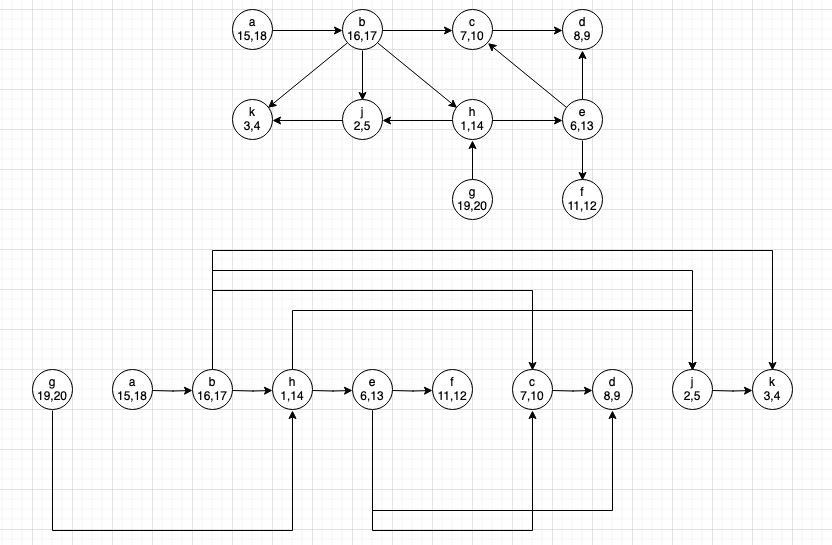 a
15,18
b
16,17
c
7,10
d
8,9
k
3,4
j
2,5
h
1,14
e
6,13
g
19,20
f
11,12
g
19,20
a
15,18
b
16,17
h
1,14
e
6,13
f
11,12
c
7,10
d
8,9
j
2,5
k
3,4